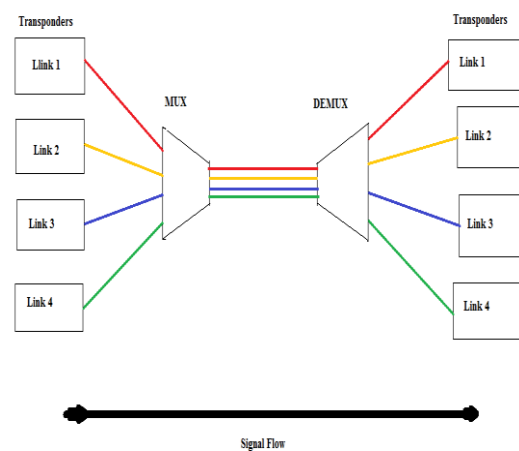 Transponders
Transponders
Llink 1
Link 1
MUX
DEMUX
Link 2
Link 2
Link 3
Link 3
Link 4
Link 4
Signal Flow